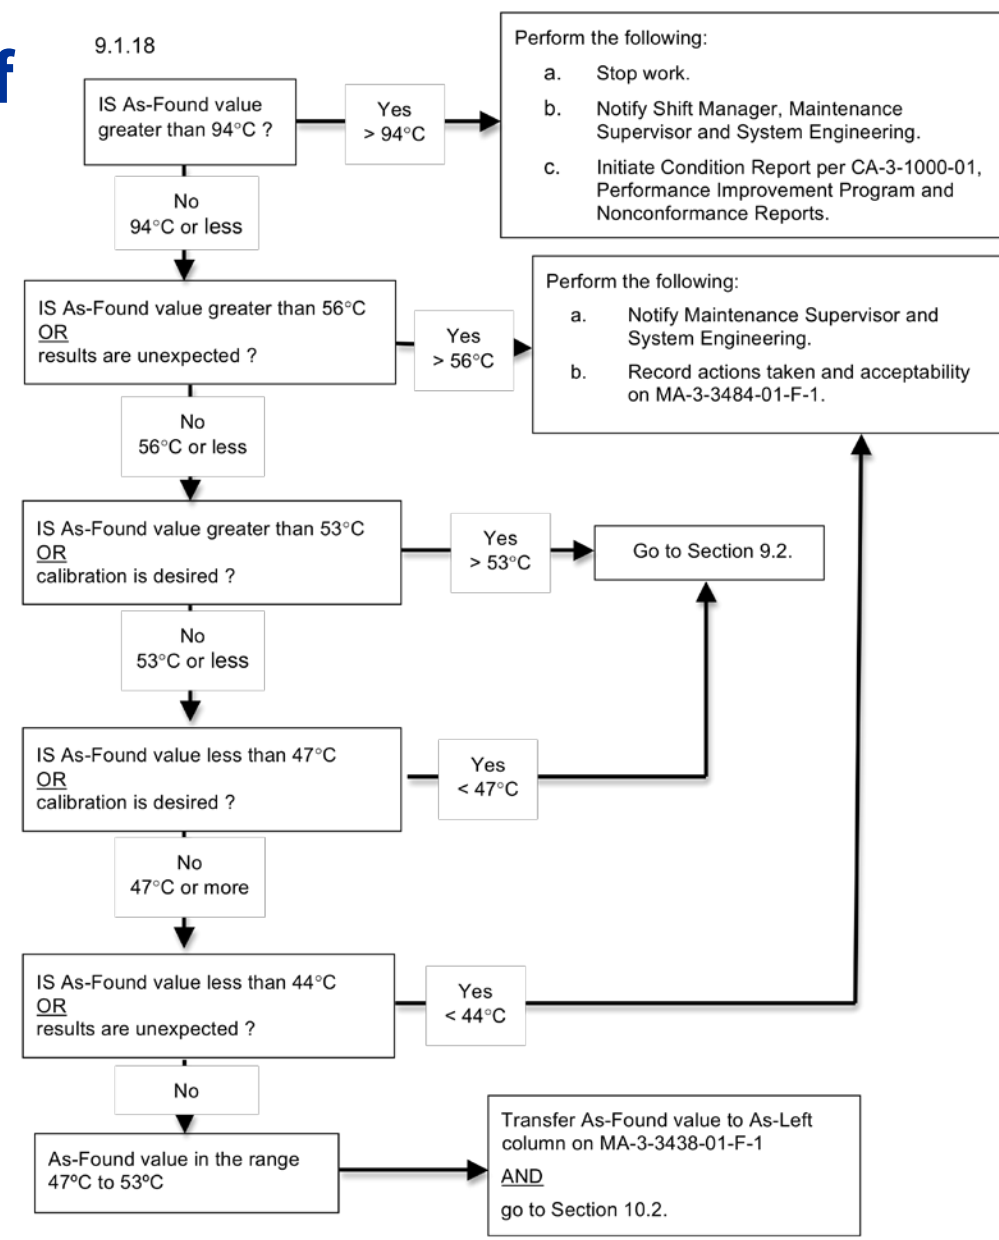 f
9.1.18
IS As-Found value
greater than 94°C ?
Yes
> 94°C
Perform the following:
a. Stop work.
b. Notify Shift Manager, Maintenance
Supervisor and System Engineering.
c. Initiate Condition Report per CA-3-1000-01,
Performance Improvement Program and
Nonconformance Reports.
No
94°C or less
IS As-Found value greater than 56°C
OR
results are unexpected ?
Yes
> 56°C
Perform the following:
a. Notify Maintenance Supervisor and
System Engineering.
b. Record actions taken and acceptability
on MA-3-3484-01-F-1.
No
56°C or less
IS As-Found value greater than 53°C
OR
calibration is desired ?
Yes
> 53°C
Go to Section 9.2.
No
53°C or less
IS As-Found value less than 47°C
OR
calibration is desired ?
Yes
< 47°C
No
47°C or more
IS As-Found value less than 44°C
OR
results are unexpected ?
Yes
< 44°C
No
As-Found value in the range
47ºC to 53ºC
Transfer As-Found value to As-Left
column on MA-3-3438-01-F-1
AND
go to Section 10.2.